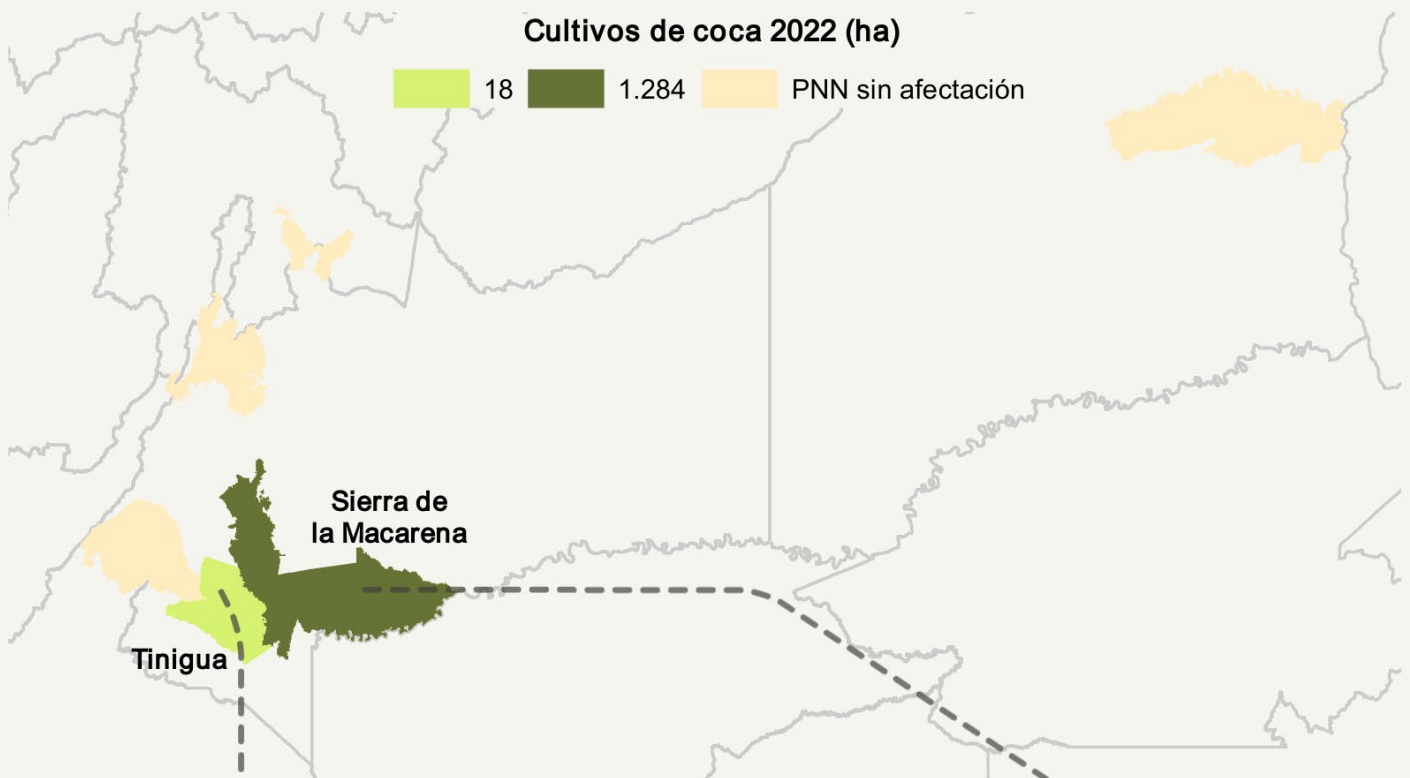 Cultivos de coca 2022 (ha)
18 1.284 PNN sin afectación
Sierra de
la Macarena
Tinigua